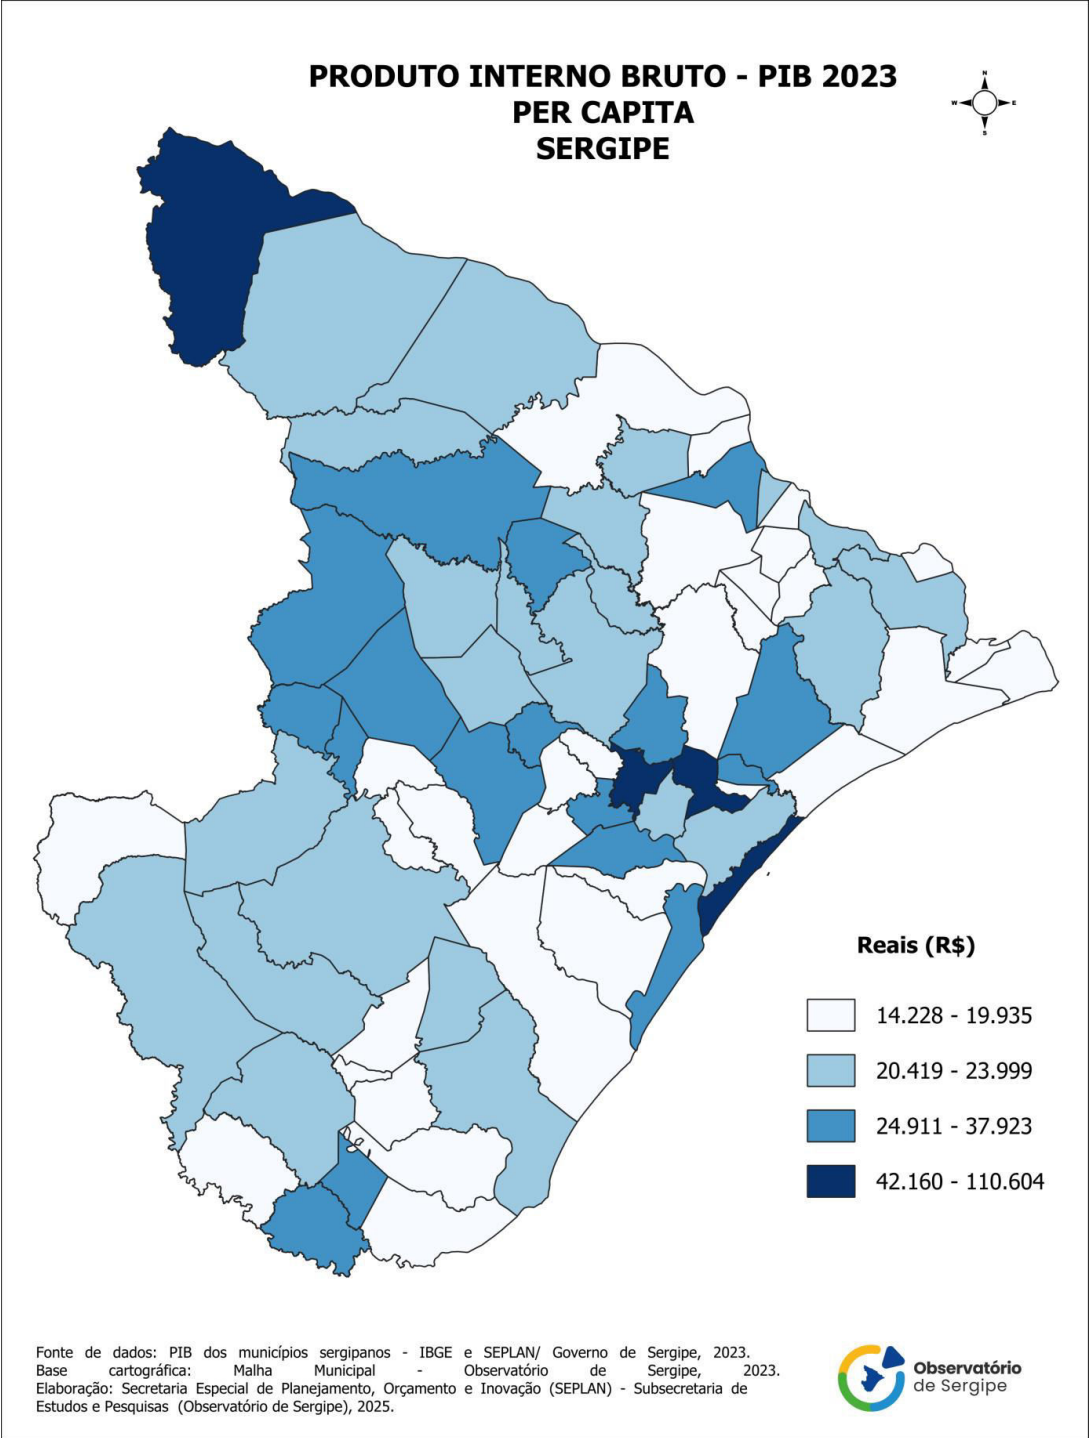 PRODUTO INTERNO BRUTO - PIB 2023
PER CAPITA
SERGIPE
N
W
E
S
Reais (R$)
14.228 - 19.935
20.419 - 23.999
24.911 - 37.923
42.160 - 110.604
Fonte de dados: PIB dos municípios sergipanos - IBGE e SEPLAN/ Governo de Sergipe, 2023.
Base cartográfica: Malha Municipal - Observatório de Sergipe, 2023.
Elaboração: Secretaria Especial de Planejamento, Orçamento e Inovação (SEPLAN) - Subsecretaria de
Estudos e Pesquisas (Observatório de Sergipe), 2025.
Observatório
de Sergipe